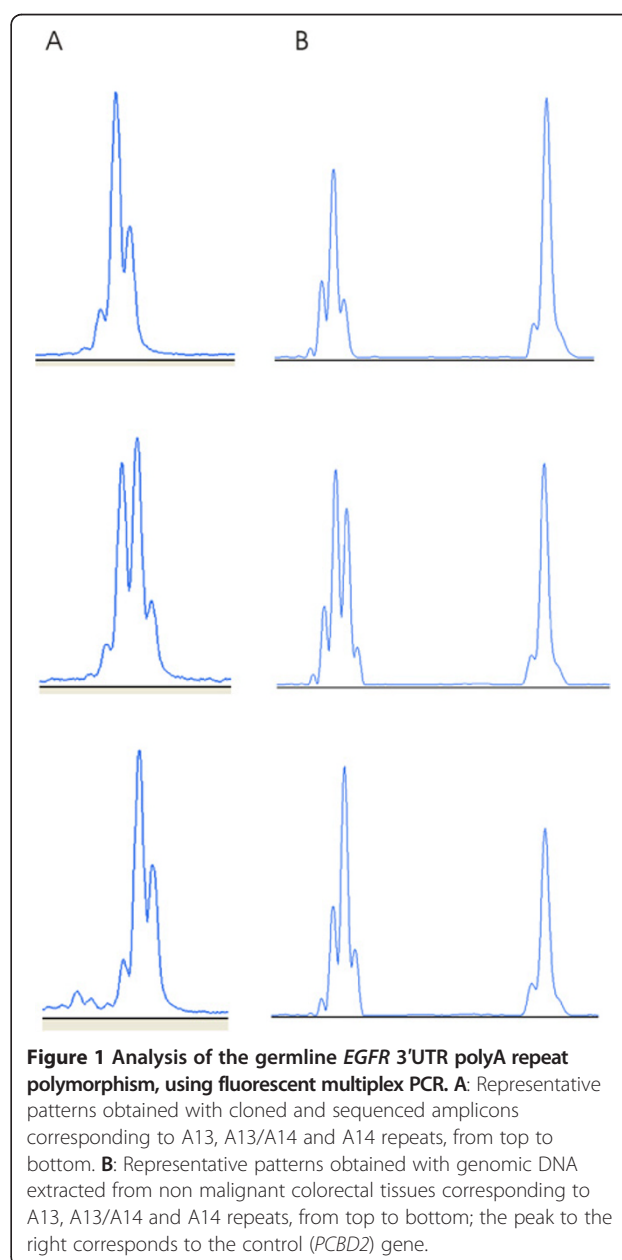 A B
Figure 1 Analysis of the germline EGFR 3'UTR polyA repeat
polymorphism, using fluorescent multiplex PCR. A: Representative
patterns obtained with cloned and sequenced amplicons
corresponding to A13, A13/A14 and A14 repeats, from top to
bottom. B: Representative patterns obtained with genomic DNA
extracted from non malignant colorectal tissues corresponding to
A13, A13/A14 and A14 repeats, from top to bottom; the peak to the
right corresponds to the control (PCBD2) gene.